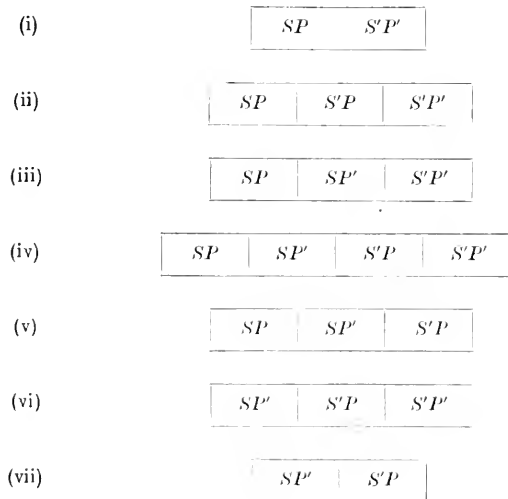 (i) SP S'P'
(ii) SP S'P S'P'
(iii) SP SP' S'P'
(iv) SP SP' S'P S'P'
(v) SP SP' S'P
(vi) SP' S'P S'P'
(vii) SP' S'P